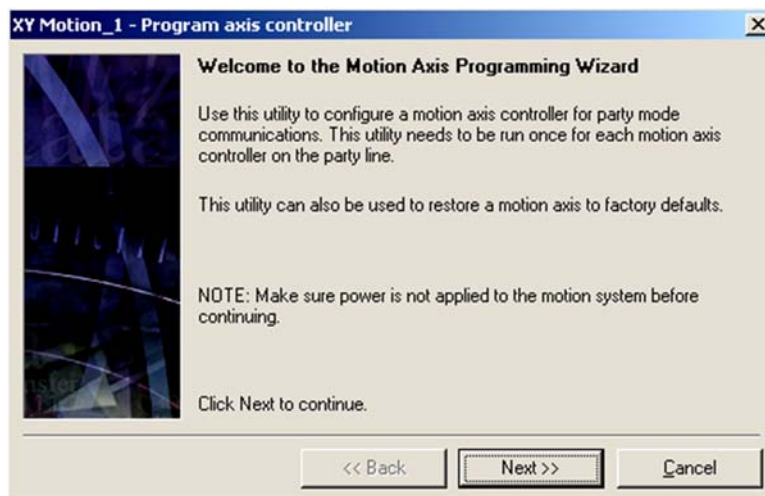 XY Motion_1 - Program axis controller
Welcome to the Motion Axis Programming Wizard
Use this utility to configure a motion axis controller for party mode
communications. This utility needs to be run once for each motion axis
controller on the party line.
This utility can also be used to restore a motion axis to factory defaults.
NOTE: Make sure power is not applied to the motion system before
continuing.
Click Next to continue.
<< Back
Next >>
Cancel